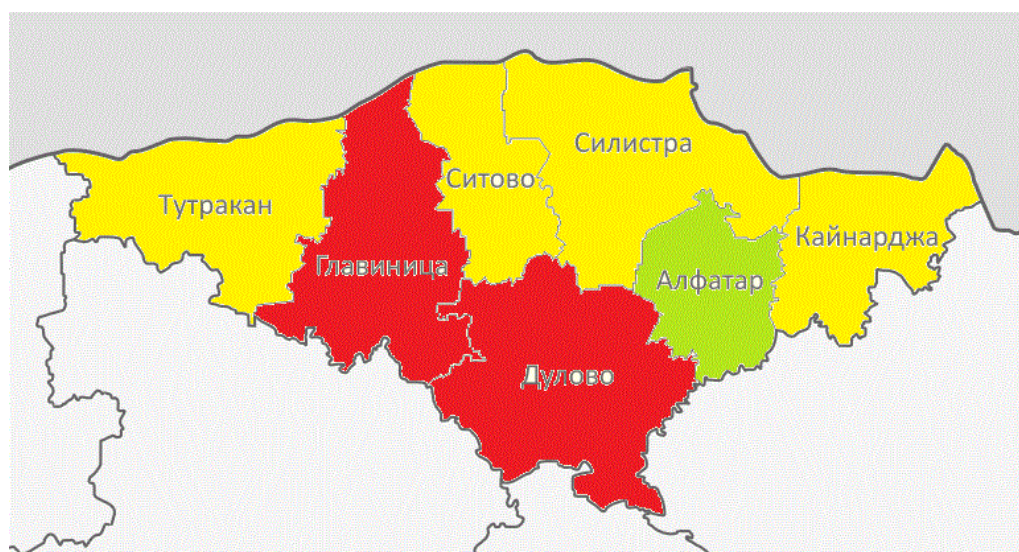 Силистра
Ситово
Тутракан
Кайнарджа
Главиница
Алфатар
Дулово